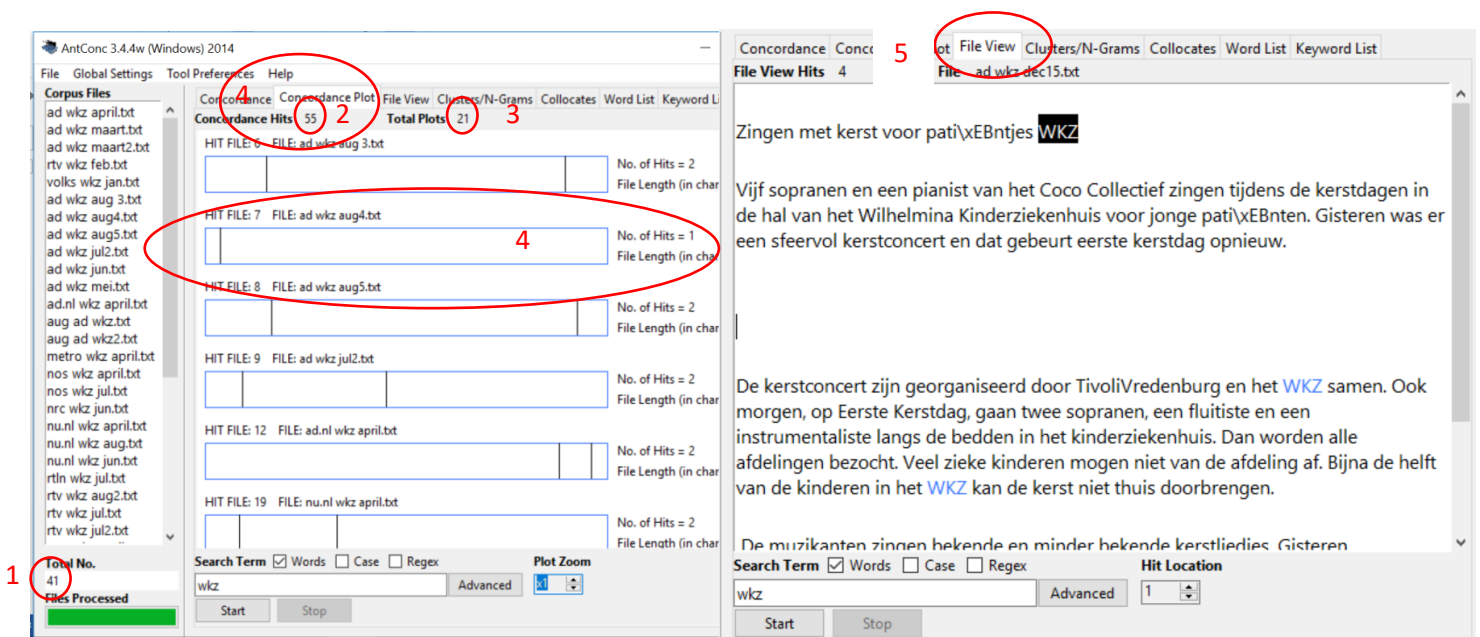 AntConc 3.4.4w (Windows) 2014
File Global Settings Tool Preferences Help
Corpus Files
ad wkz april.txt
ad wkz maart.txt
ad wkz maart2.txt
rtv wkz feb.txt
volks wkz jan.txt
ad wkz aug 3.txt
ad wkz aug4.txt
ad wkz aug5.txt
ad wkz jul2.txt
ad wkz jun.txt
ad wkz mei.txt
ad.nl wkz april.txt
aug ad wkz.txt
aug ad wkz2.txt
metro wkz april.txt
nos wkz april.txt
nos wkz jul.txt
nrc wkz jun.txt
nu.nl wkz april.txt
nu.nl wkz aug.txt
nu.nl wkz jun.txt
rtln wkz jul.txt
rtv wkz aug2.txt
rtv wkz jul.txt
rtv wkz jul2.txt
1
Total No.
41
Files Processed
4
Concordance Concordance Plot File View Clusters/N-Grams Collocates Word List Keyword Li
Concordance Hits 55 2 Total Plots 21 3
HIT FILE: 6 FILE: ad wkz aug 3.txt
No. of Hits = 2
File Length (in char
HIT FILE: 7 FILE: ad wkz aug4.txt
4
No. of Hits = 1
File Length (in char
HIT FILE: 8 FILE: ad wkz aug5.txt
No. of Hits = 2
File Length (in char
HIT FILE: 9 FILE: ad wkz jul2.txt
No. of Hits = 2
File Length (in char
HIT FILE: 12 FILE: ad.nl wkz april.txt
No. of Hits = 2
File Length (in char
HIT FILE: 19 FILE: nu.nl wkz april.txt
No. of Hits = 2
File Length (in char
Search Term Words Case Regex Plot Zoom
wkz Advanced x1
Start Stop
5
Concordance Conc ot File View Clusters/N-Grams Collocates Word List Keyword List
File View Hits 4 File ad wkz dec15.txt
Zingen met kerst voor pati\xEBntjes WKZ
Vijf sopranen en een pianist van het Coco Collectief zingen tijdens de kerstdagen in
de hal van het Wilhelmina Kinderziekenhuis voor jonge pati\xEBnten. Gisteren was er
een sfeervol kerstconcert en dat gebeurt eerste kerstdag opnieuw.
De kerstconcert zijn georganiseerd door TivoliVredenburg en het WKZ samen. Ook
morgen, op Eerste Kerstdag, gaan twee sopranen, een fluitiste en een
instrumentaliste langs de bedden in het kinderziekenhuis. Dan worden alle
afdelingen bezocht. Veel zieke kinderen mogen niet van de afdeling af. Bijna de helft
van de kinderen in het WKZ kan de kerst niet thuis doorbrengen.
De muzikanten zingen bekende en minder bekende kerstliedjes. Gisteren
Search Term Words Case Regex Hit Location
wkz Advanced 1
Start Stop